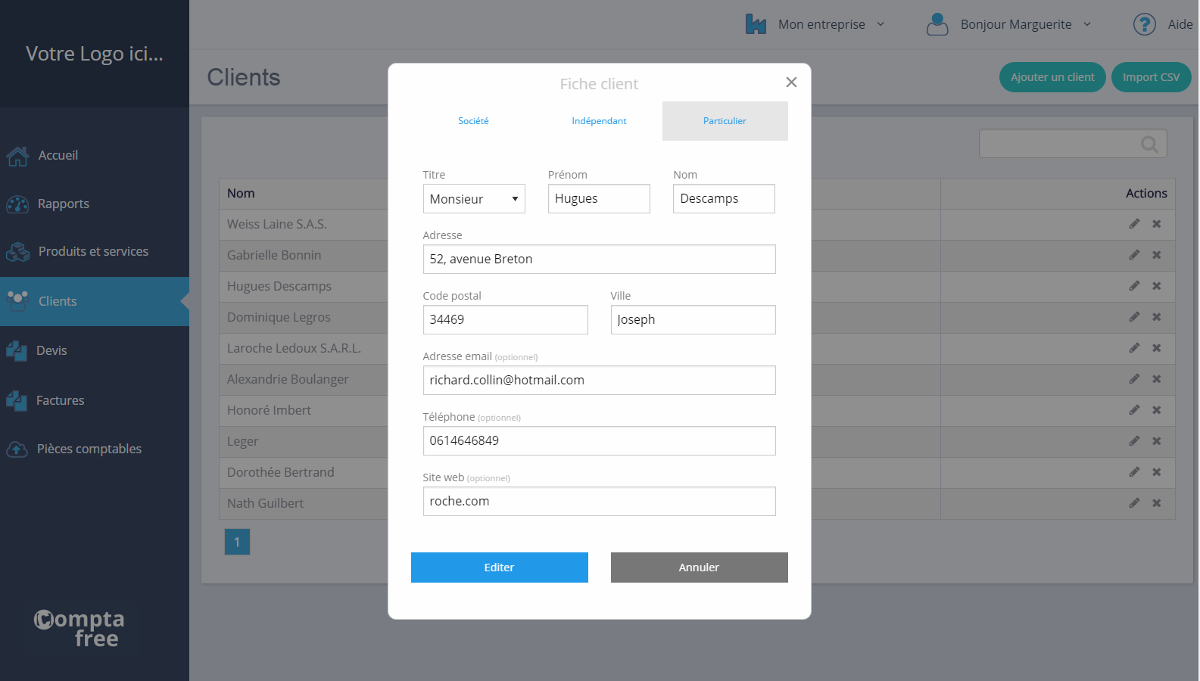 Votre Logo ici...
Mon entreprise
Bonjour Marguerite
? Aide
Clients
Ajouter un client
Import CSV
Accueil
Rapports
Produits et services
Clients
Devis
Factures
Pièces comptables
Compta
free
Nom
Actions
Weiss Laine S.A.S.
Gabrielle Bonnin
Hugues Descamps
Dominique Legros
Laroche Ledoux S.A.R.L.
Alexandrie Boulanger
Honoré Imbert
Leger
Dorothée Bertrand
Nath Guilbert
1
Fiche client
Société
Indépendant
Particulier
Titre
Prénom
Nom
Monsieur
Hugues
Descamps
Adresse
52, avenue Breton
Code postal
Ville
34469
Joseph
Adresse email (optionnel)
richard.collin@hotmail.com
Téléphone (optionnel)
0614646849
Site web (optionnel)
roche.com
Editer
Annuler